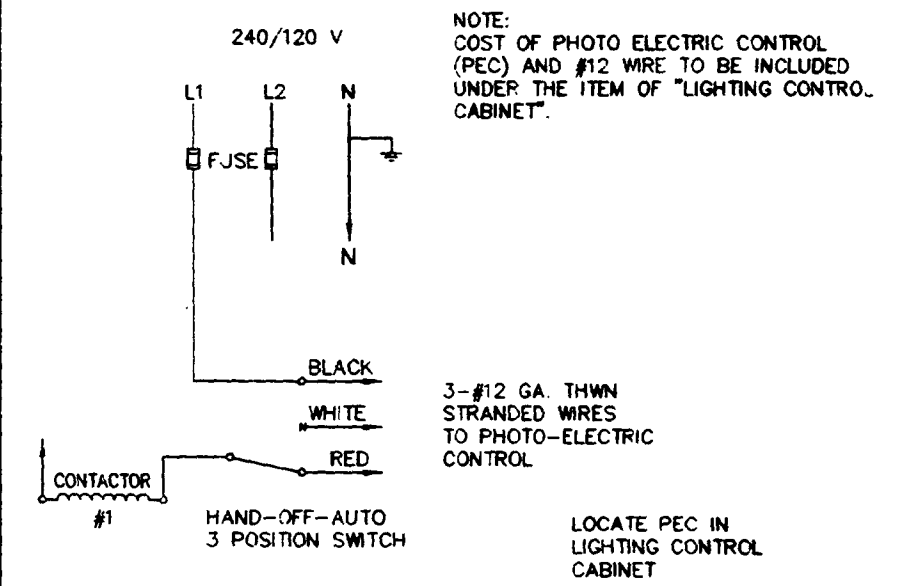 240/120 V
NOTE:
COST OF PHOTO ELECTRIC CONTROL
(PEC) AND #12 WIRE TO BE INCLUDED
UNDER THE ITEM OF "LIGHTING CONTROL
CABINET".
L1 L2 N
FUSE
N
BLACK
WHITE
RED
3-#12 GA. THWN
STRANDED WIRES
TO PHOTO-ELECTRIC
CONTROL
CONTACTOR
#1
HAND-OFF-AUTO
3 POSITION SWITCH
LOCATE PEC IN
LIGHTING CONTROL
CABINET